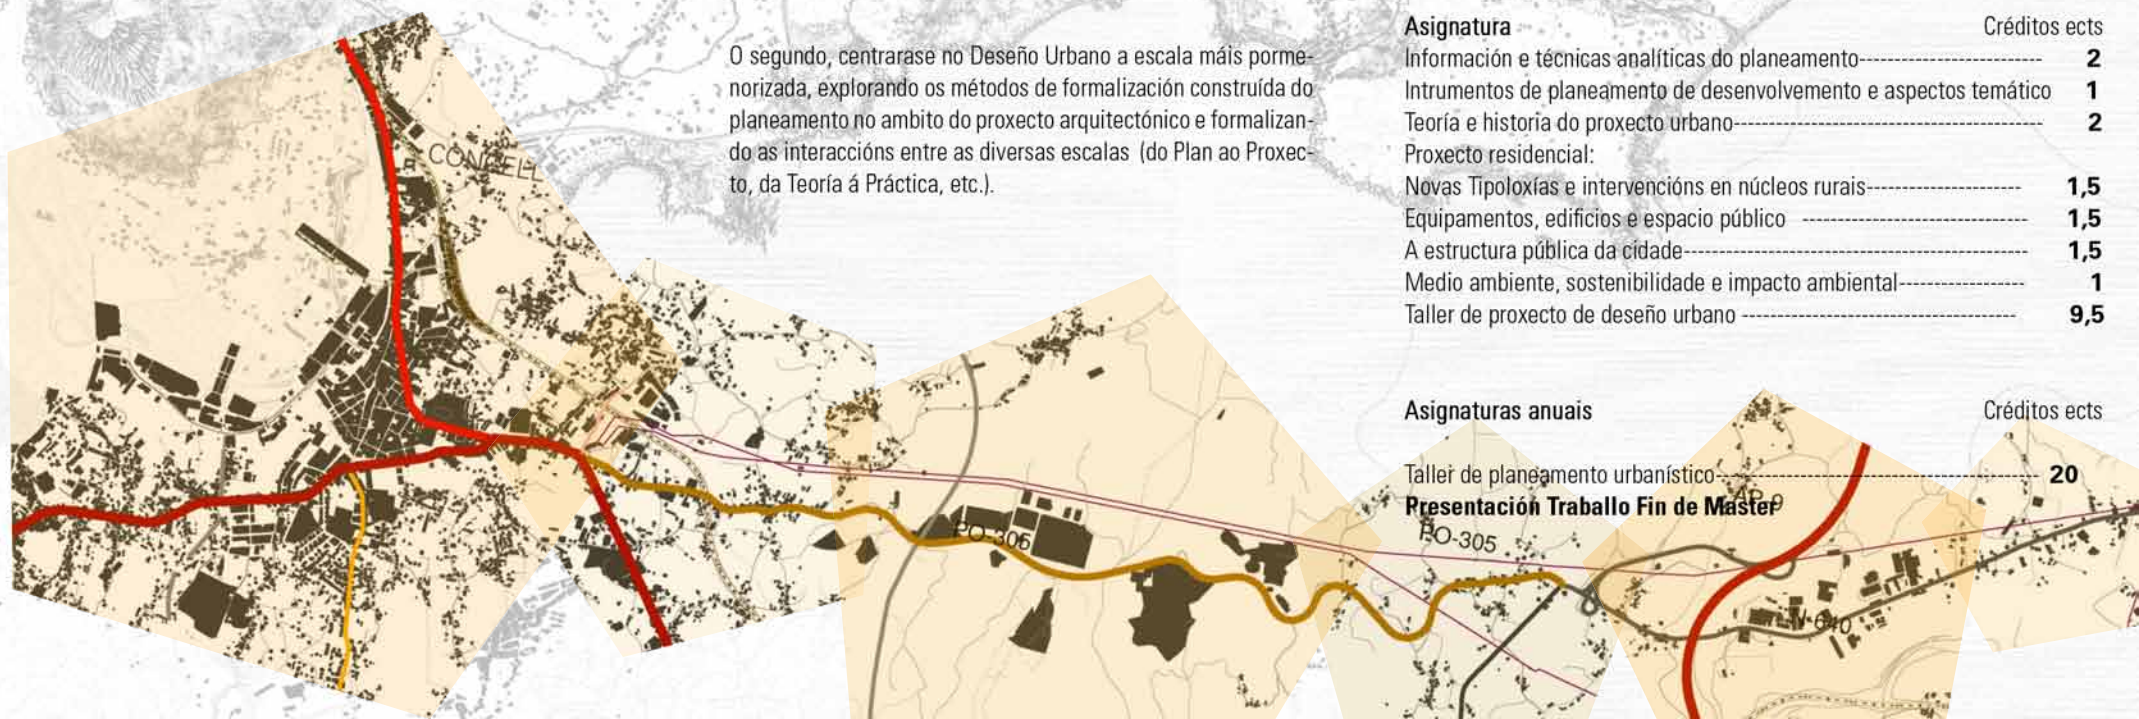 O segundo, centrarase no Deseño Urbano a escala máis porme-
norizada, explorando os métodos de formalización construída do
planeamento no ambito do proxecto arquitectónico e formalizan-
do as interaccións entre as diversas escalas (do Plan ao Proxec-
to, da Teoría á Práctica, etc.).
Asignatura Créditos ects
Información e técnicas analíticas do planeamento-------------------------- 2
Intrumentos de planeamento de desenvolvemento e aspectos temático 1
Teoría e historia do proxecto urbano-------------------------------------------- 2
Proxecto residencial:
Novas Tipoloxías e intervencións en núcleos rurais---------------------- 1,5
Equipamentos, edificios e espacio público -------------------------------- 1,5
A estructura pública da cidade------------------------------------------------- 1,5
Medio ambiente, sostenibilidade e impacto ambiental------------------ 1
Taller de proxecto de deseño urbano --------------------------------------- 9,5
Asignaturas anuais Créditos ects
Taller de planeamento urbanístico---------------------------------------------- 20
Presentación Traballo Fin de Master
CONCELL
PO-305
AP-9
PO-305
N-640